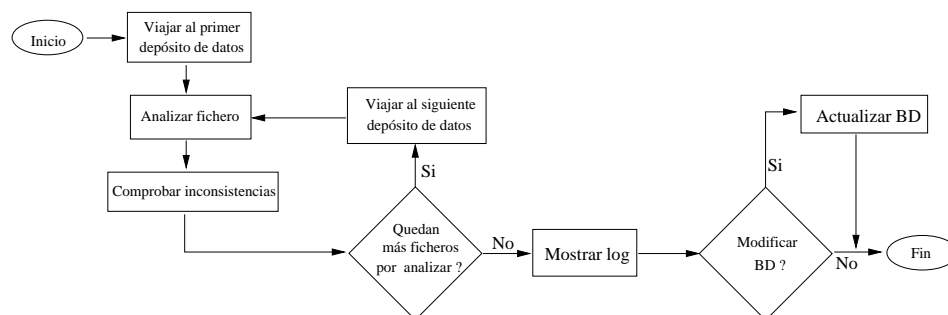 Inicio
Viajar al primer
depósito de datos
Analizar fichero
Comprobar inconsistencias
Viajar al siguiente
depósito de datos
Si
Quedan
más ficheros
por analizar ?
No
Mostrar log
Modificar
BD ?
Si
Actualizar BD
No
Fin